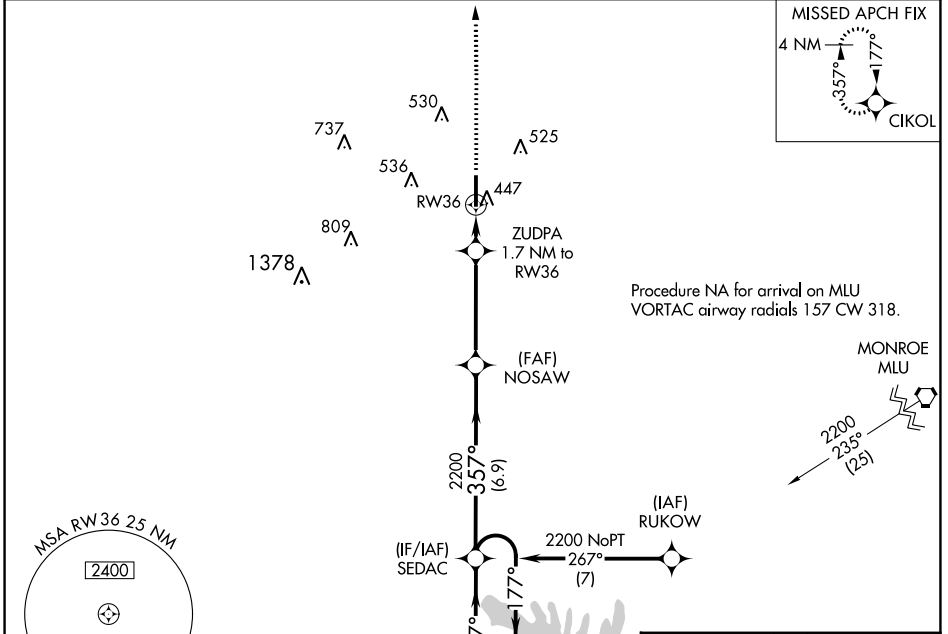 MISSED APCH FIX
4 NM
357°
177°
CIKOL
530
737
525
536
RW36
447
809
1378
ZUDPA
1.7 NM to
RW36
Procedure NA for arrival on MLU
VORTAC airway radials 157 CW 318.
(FAF)
NOSAW
MONROE
MLU
2200
235°
(25)
2200
357°
(6.9)
(IAF)
RUKOW
(IF/IAF)
SEDAC
2200 NoPT
267°
(7)
177°
MSA RW36 25 NM
2400